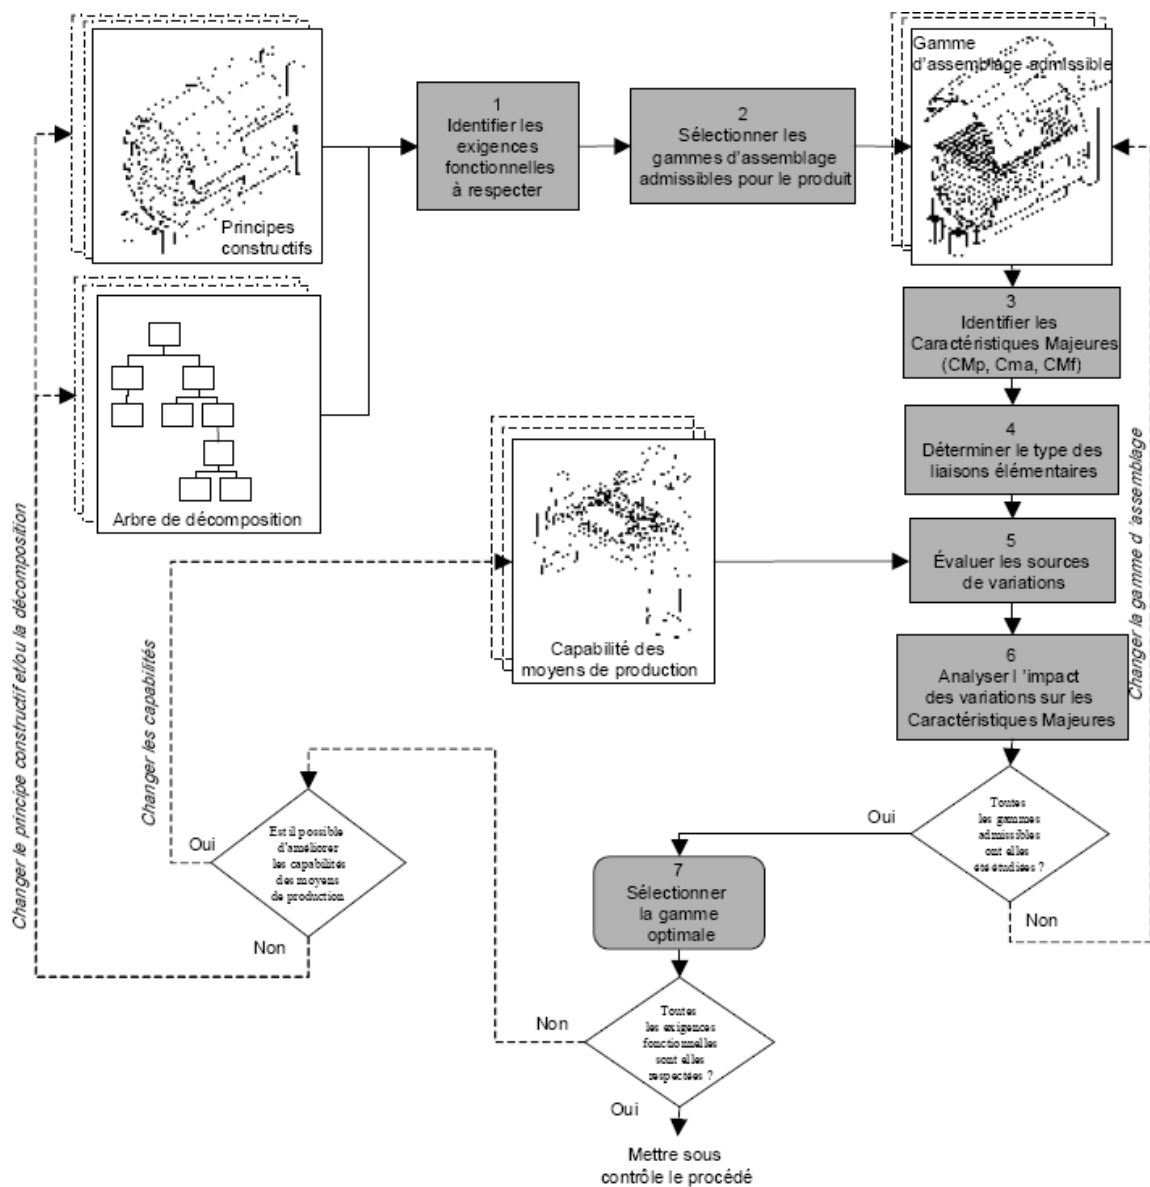 Principes
constructifs
1
Identifier les
exigences
fonctionnelles
à respecter
2
Sélectionner les
gammes d'assemblage
admissibles pour le produit
Gamme
d'assemblage admissible
Arbre de décomposition
3
Identifier les
Caractéristiques Majeures
(CMp, Cma, CMf)
4
Déterminer le type des
liaisons élémentaires
5
Évaluer les sources
de variations
Capabilité des
moyens de production
6
Analyser l 'impact
des variations sur les
Caractéristiques Majeures
Changer la gamme d 'assemblage
Changer le principe constructif et/ou la décomposition
Changer les capabilités
Toutes
les gammes
admissibles
ont elles
été étudiées ?
Oui
Non
7
Sélectionner
la gamme
optimale
Est il possible
d'améliorer
les capabilités
des moyens
de production
Oui
Non
Toutes
les exigences
fonctionnelles
sont elles
respectées ?
Non
Oui
Mettre sous
contrôle le procédé